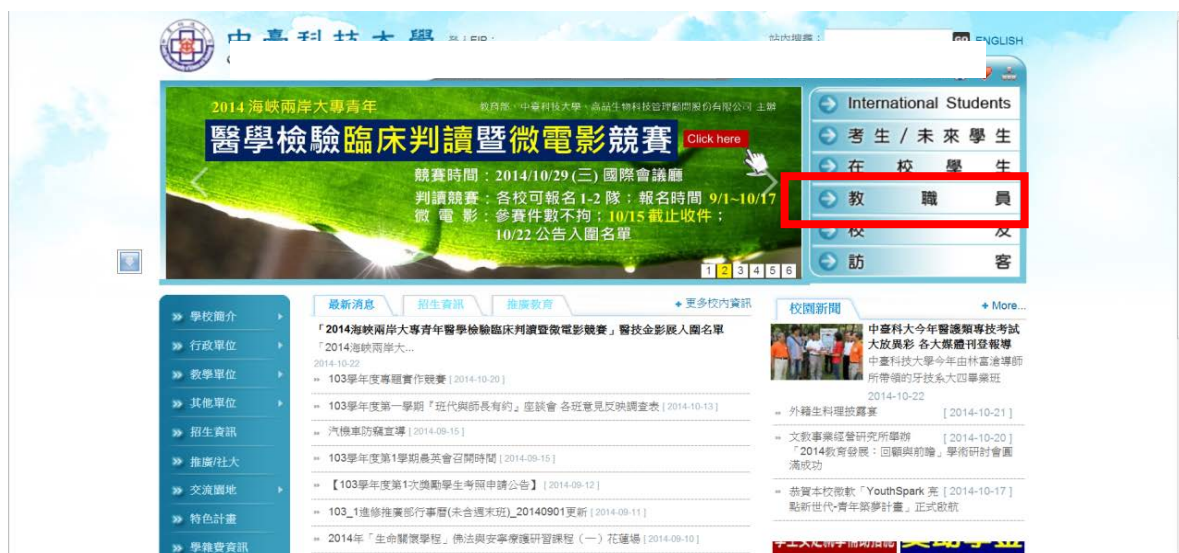 中臺科技大學
站內搜尋：
GO ENGLISH
2014 海峽兩岸大專青年
教育部、中臺科技大學、高品生物科技管理顧問股份有限公司 主辦
醫學檢驗臨床判讀暨微電影競賽
Click here
競賽時間：2014/10/29 (三) 國際會議廳
判讀競賽：各校可報名 1-2 隊；報名時間 9/1~10/17
微 電 影：參賽件數不拘；10/15 截止收件；
10/22 公告入圍名單
1 2 3 4 5 6
International Students
考生/未來學生
在校學生
教職員
校友
訪客
學校簡介
行政單位
教學單位
其他單位
招生資訊
推廣/社大
交流園地
特色計畫
學雜費資訊
最新消息
招生資訊
推廣教育
更多校內資訊
「2014海峽兩岸大專青年醫學檢驗臨床判讀暨微電影競賽」醫技金影展入圍名單
「2014海峽兩岸大...
2014-10-22
103學年度專題實作競賽 [ 2014-10-20 ]
103學年度第一學期『班代與師長有約』座談會 各班意見反映調查表 [ 2014-10-13 ]
汽機車防竊宣導 [ 2014-09-15 ]
103學年度第1學期晨英會召開時間 [ 2014-09-15 ]
【103學年度第1次獎勵學生考照申請公告】 [ 2014-09-12 ]
103_1進修推廣部行事曆(未含週末班)_20140901更新 [ 2014-09-11 ]
2014年「生命關懷學程」佛法與安寧療護研習課程（一）花蓮場 [ 2014-09-10 ]
校園新聞
More...
中臺科大今年醫護類專技考試
大放異彩 各大媒體刊登報導
中臺科技大學今年由林富滄導師
所帶領的牙技系大四畢業班
2014-10-22
外籍生料理披露宴 [ 2014-10-21 ]
文教事業經營研究所舉辦 [ 2014-10-20 ]
「2014教育發展：回顧與前瞻」學術研討會圓
滿成功
恭賀本校微軟「YouthSpark 亮 [ 2014-10-17 ]
點新世代-青年築夢計畫」正式啟航